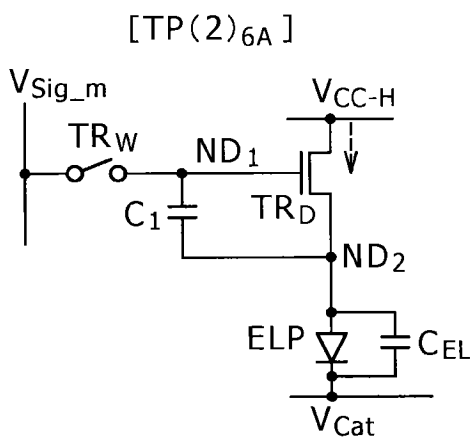 [TP(2)6A]
VSig_m
VCC-H
TRW
ND1
C1
TRD
ND2
ELP
CEL
VCat